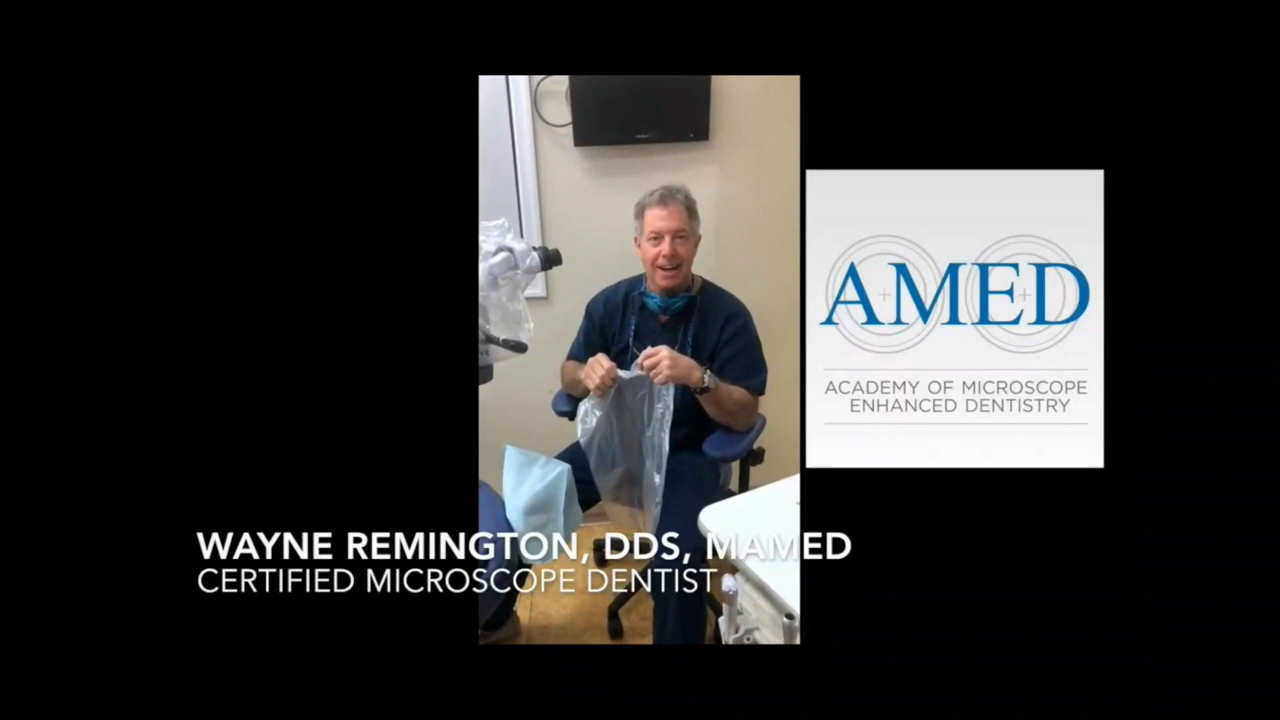 AMED
ACADEMY OF MICROSCOPE
ENHANCED DENTISTRY
WAYNE REMINGTON, DDS, MAMED
CERTIFIED MICROSCOPE DENTIST